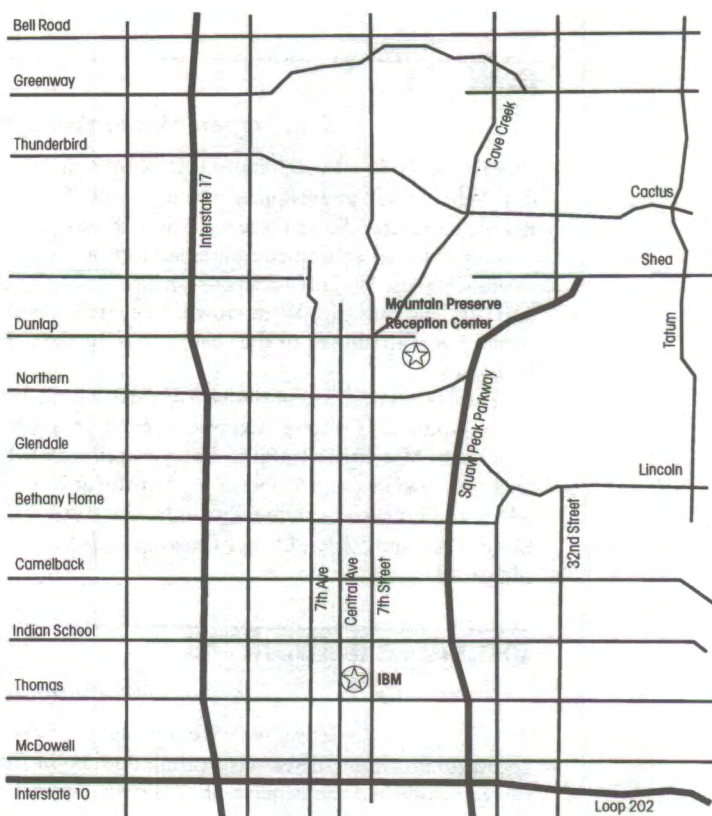 Bell Road
Greenway
Thunderbird
Cave Creek
Interstate 17
Cactus
Shea
Mountain Preserve
Reception Center
Dunlap
Tatum
Northern
Squaw Peak Parkway
Glendale
Lincoln
Bethany Home
32nd Street
Camelback
7th Ave
Central Ave
7th Street
Indian School
IBM
Thomas
McDowell
Interstate 10
Loop 202